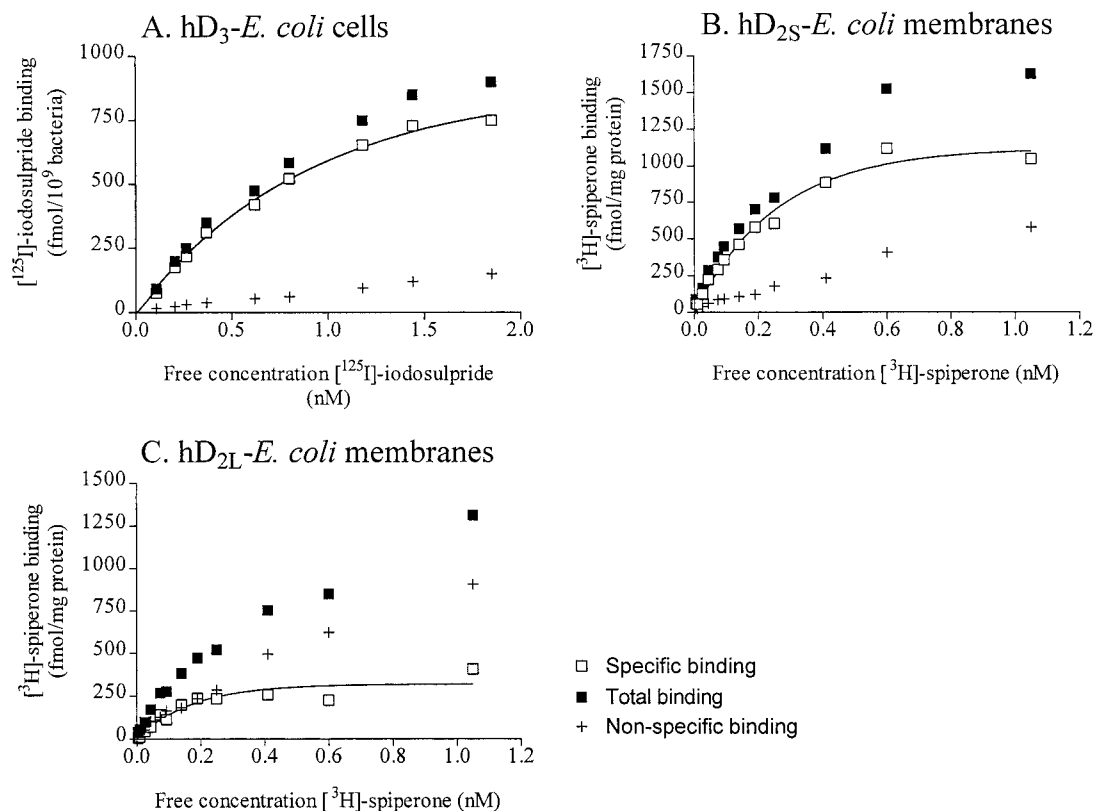 A. hD3-E. coli cells
[125I]-iodosulpride binding
(fmol/10^9 bacteria)
1000
750
500
250
0
0.0 0.5 1.0 1.5 2.0
Free concentration [125I]-iodosulpride
(nM)
B. hD2S-E. coli membranes
[3H]-spiperone binding
(fmol/mg protein)
1750
1500
1250
1000
750
500
250
0
0.0 0.2 0.4 0.6 0.8 1.0 1.2
Free concentration [3H]-spiperone (nM)
C. hD2L-E. coli membranes
[3H]-spiperone binding
(fmol/mg protein)
1500
1250
1000
750
500
250
0
0.0 0.2 0.4 0.6 0.8 1.0 1.2
Free concentration [3H]-spiperone (nM)
Specific binding
Total binding
Non-specific binding